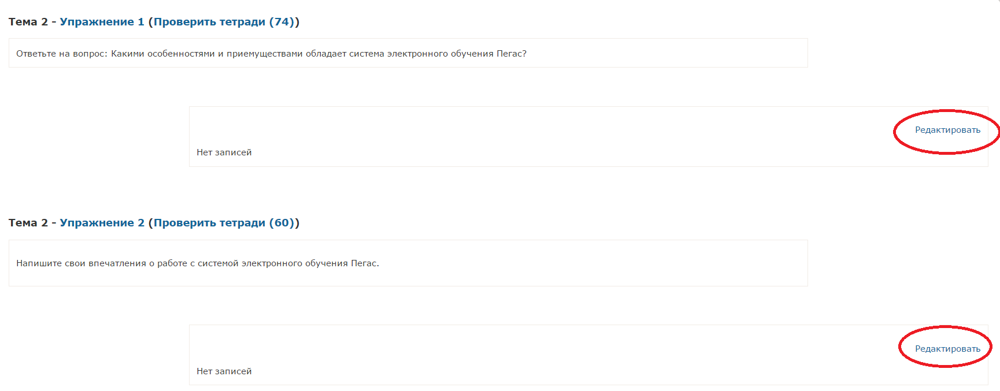 Тема 2 - Упражнение 1 (Проверить тетради (74))
Ответьте на вопрос: Какими особенностями и приемуществами обладает система электронного обучения Пегас?
Редактировать
Нет записей
Тема 2 - Упражнение 2 (Проверить тетради (60))
Напишите свои впечатления о работе с системой электронного обучения Пегас.
Редактировать
Нет записей